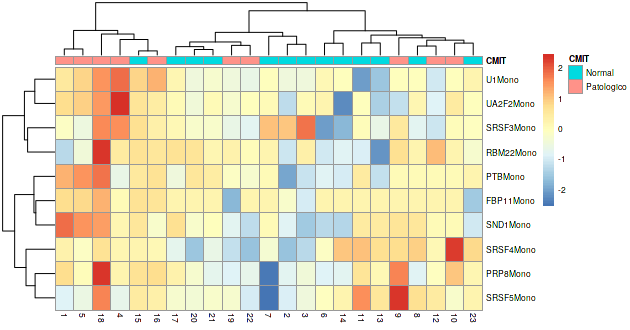 CMIT
U1Mono
UA2F2Mono
SRSF3Mono
RBM22Mono
PTBMono
FBP11Mono
SND1Mono
SRSF4Mono
PRP8Mono
SRSF5Mono
1 5 18 4 15 16 17 20 21 19 22 7 2 3 6 14 11 13 9 8 12 10 23
2
1
0
-1
-2
CMIT
Normal
Patologico